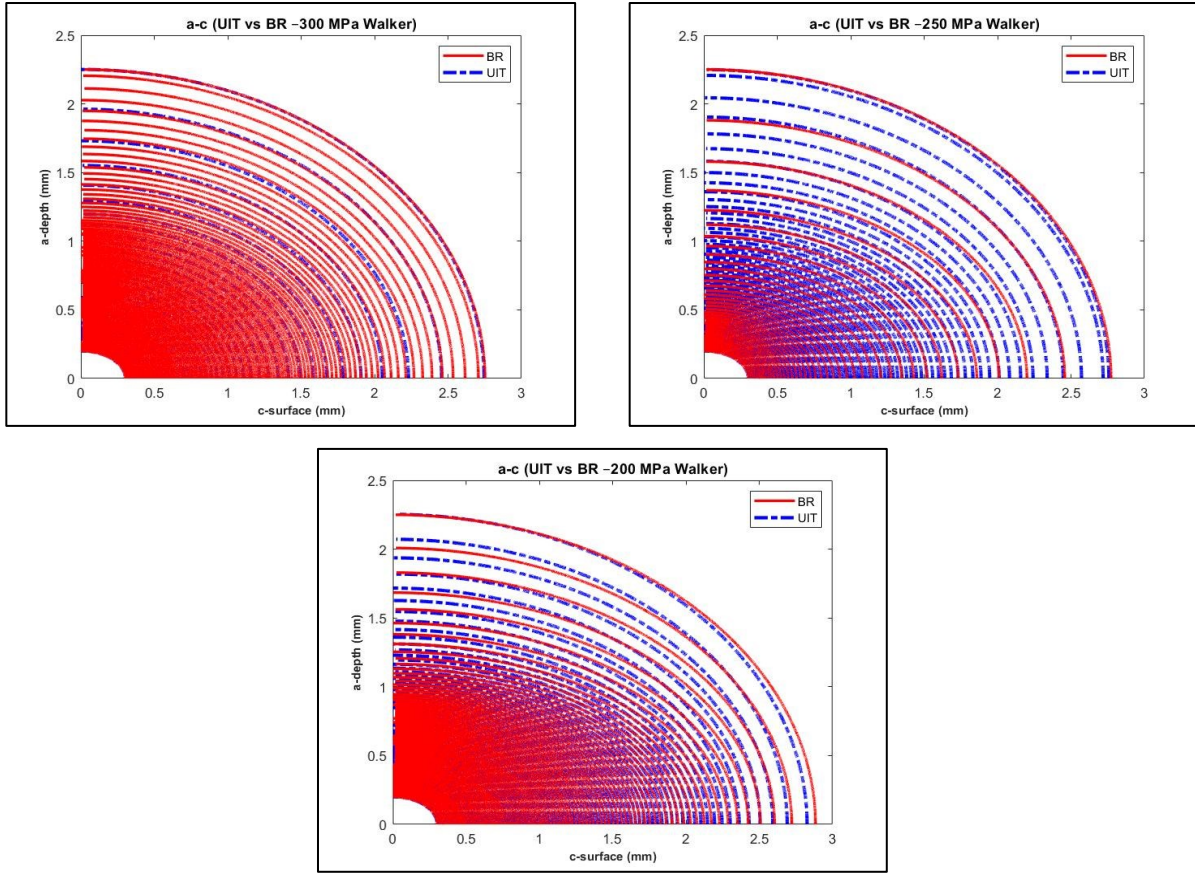 a-c (UIT vs BR –300 MPa Walker)
2.5
2
1.5
1
0.5
0
a-depth (mm)
BR
UIT
0 0.5 1 1.5 2 2.5 3
c-surface (mm)
a-c (UIT vs BR –250 MPa Walker)
2.5
2
1.5
1
0.5
0
a-depth (mm)
BR
UIT
0 0.5 1 1.5 2 2.5 3
c-surface (mm)
a-c (UIT vs BR –200 MPa Walker)
2.5
2
1.5
1
0.5
0
a-depth (mm)
BR
UIT
0 0.5 1 1.5 2 2.5 3
c-surface (mm)